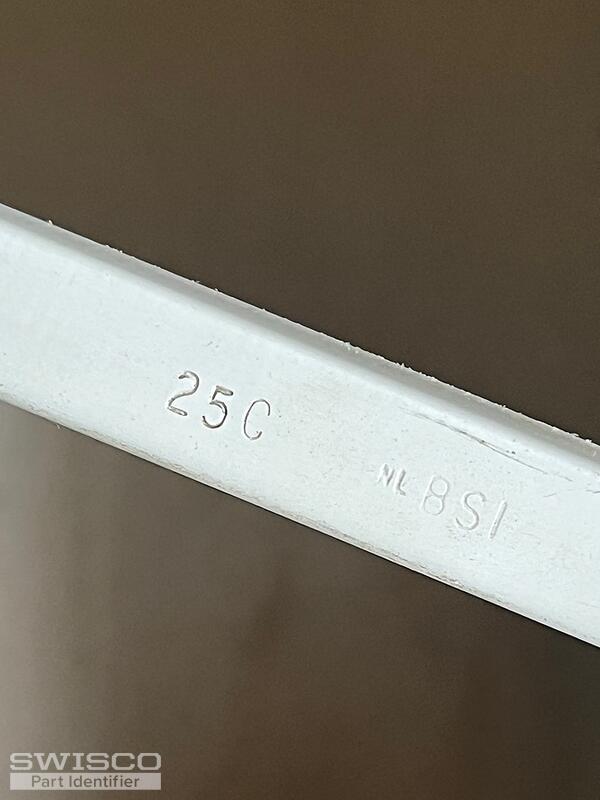 25C
NL 8S1
SWISCO
Part Identifier